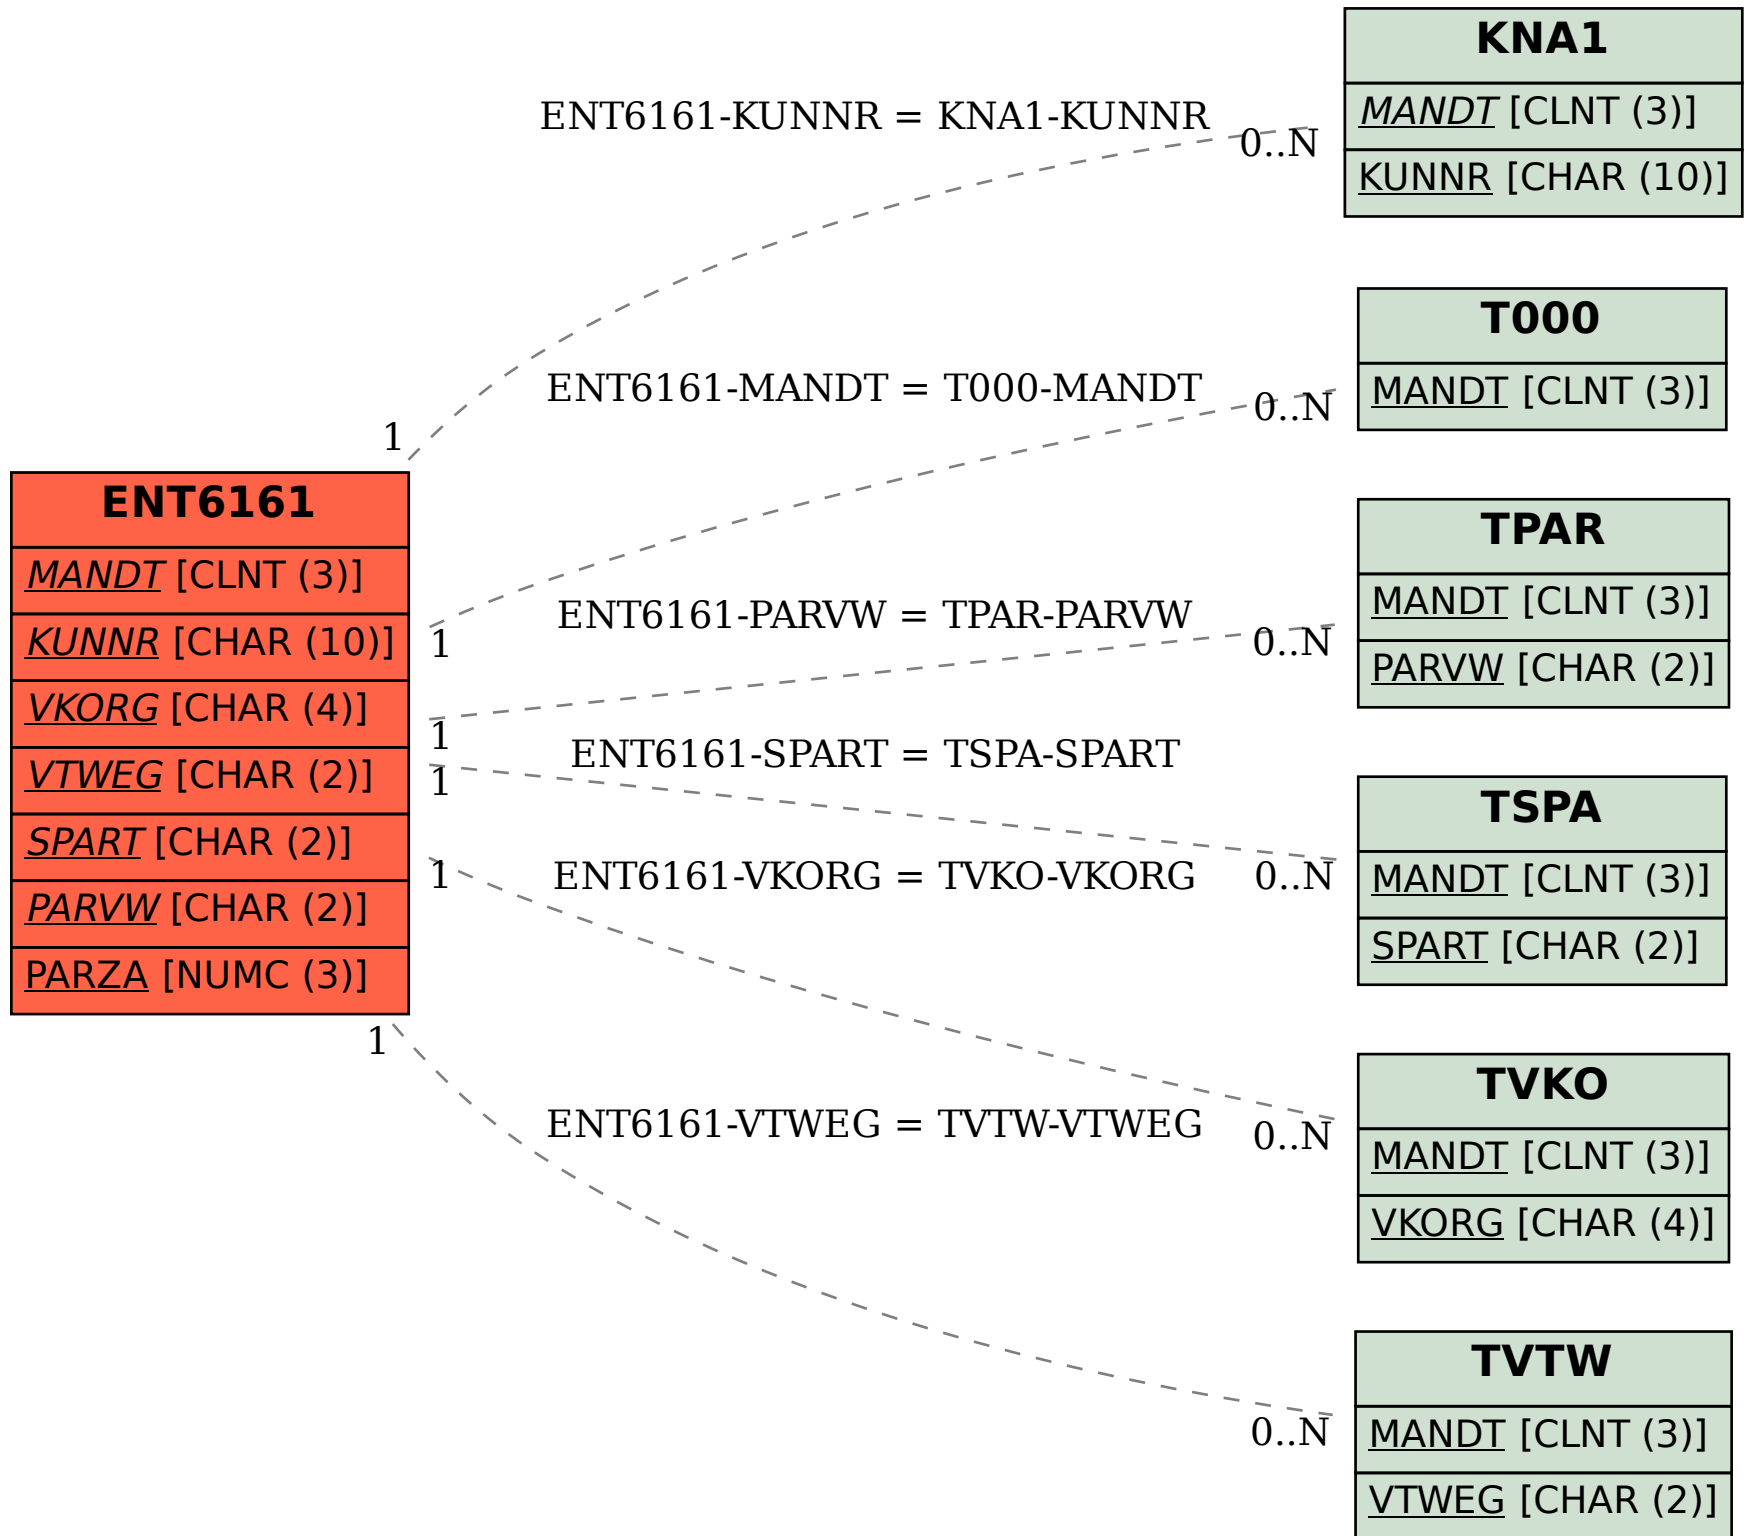 KNA1
MANDT [CLNT (3)]
KUNNR [CHAR (10)]
ENT6161-KUNNR = KNA1-KUNNR
0..N
1
T000
MANDT [CLNT (3)]
ENT6161-MANDT = T000-MANDT
0..N
1
ENT6161
MANDT [CLNT (3)]
KUNNR [CHAR (10)]
VKORG [CHAR (4)]
VTWEG [CHAR (2)]
SPART [CHAR (2)]
PARVW [CHAR (2)]
PARZA [NUMC (3)]
TPAR
MANDT [CLNT (3)]
PARVW [CHAR (2)]
ENT6161-PARVW = TPAR-PARVW
0..N
1
ENT6161-SPART = TSPA-SPART
1
0..N
TSPA
MANDT [CLNT (3)]
SPART [CHAR (2)]
ENT6161-VKORG = TVKO-VKORG
1
0..N
TVKO
MANDT [CLNT (3)]
VKORG [CHAR (4)]
1
ENT6161-VTWEG = TVTW-VTWEG
0..N
TVTW
MANDT [CLNT (3)]
VTWEG [CHAR (2)]